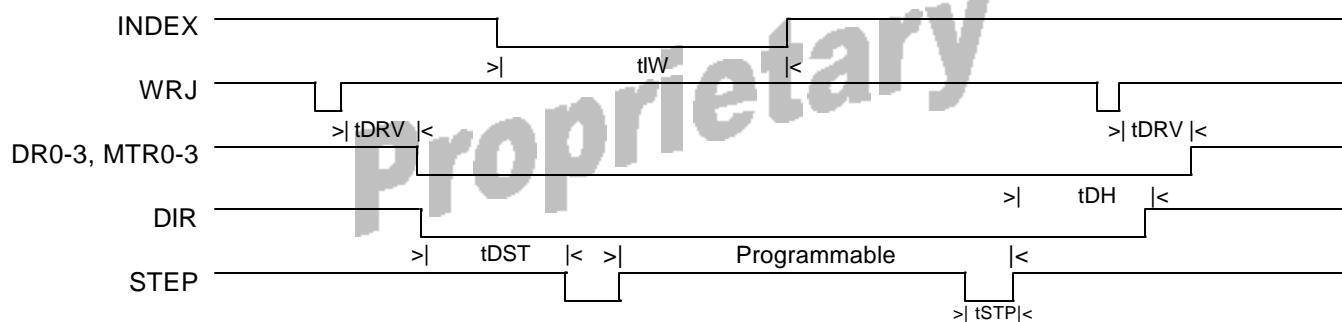 INDEX
>| tIW |<
WRJ
>| tDRV |< >| tDRV |<
DR0-3, MTR0-3
>| tDH |<
DIR
>| tDST |< >| Programmable |<
STEP
>| tSTP|<
Proprietary